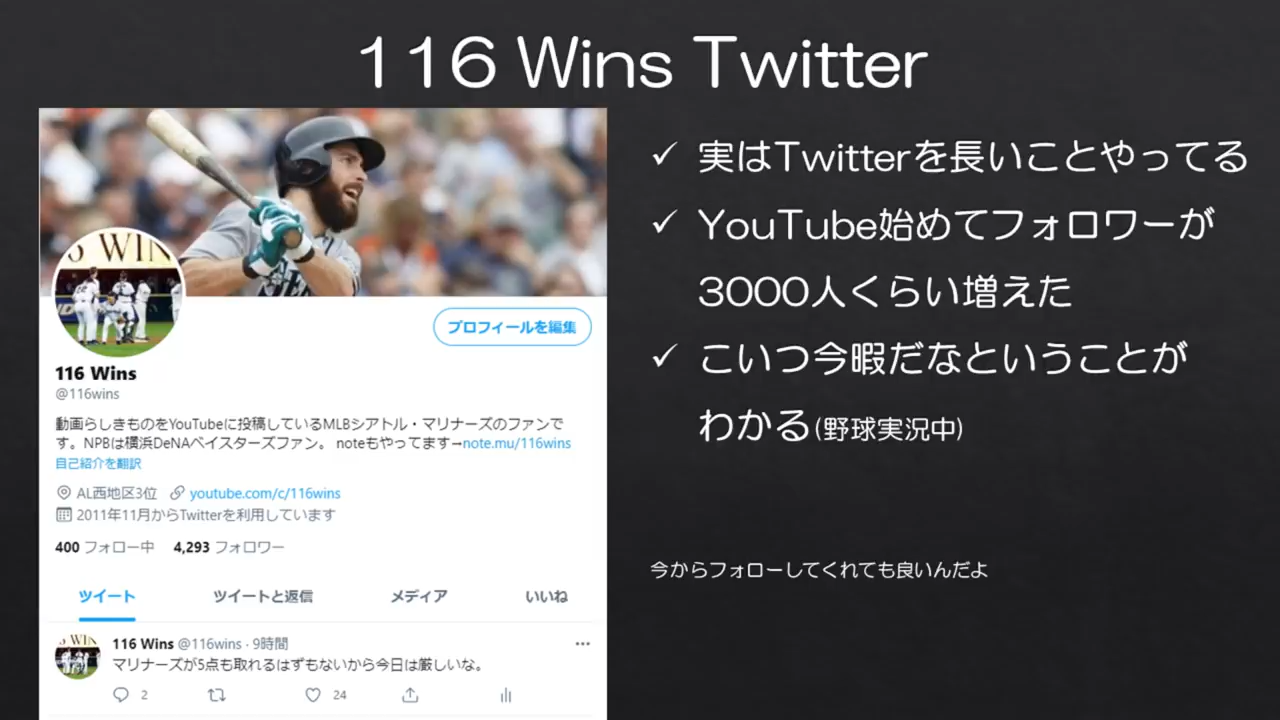 116 Wins Twitter
実はTwitterを長いことやってる
YouTube始めてフォロワーが
3000人くらい増えた
こいつ今暇だなということが
わかる(野球実況中)
今からフォローしてくれても良いんだよ
WIN
プロフィールを編集
116 Wins
@116wins
動画らしきものをYouTubeに投稿しているMLBシアトル・マリナーズのファンで
す。NPBは横浜DeNAベイスターズファン。 noteもやってます→note.mu/116wins
自己紹介を翻訳
AL西地区3位 youtube.com/c/116wins
2011年11月からTwitterを利用しています
400 フォロー中 4,293 フォロワー
ツイート ツイートと返信 メディア いいね
116 Wins @116wins · 9時間
マリナーズが5点も取れるはずもないから今日は厳しいな。
2 24